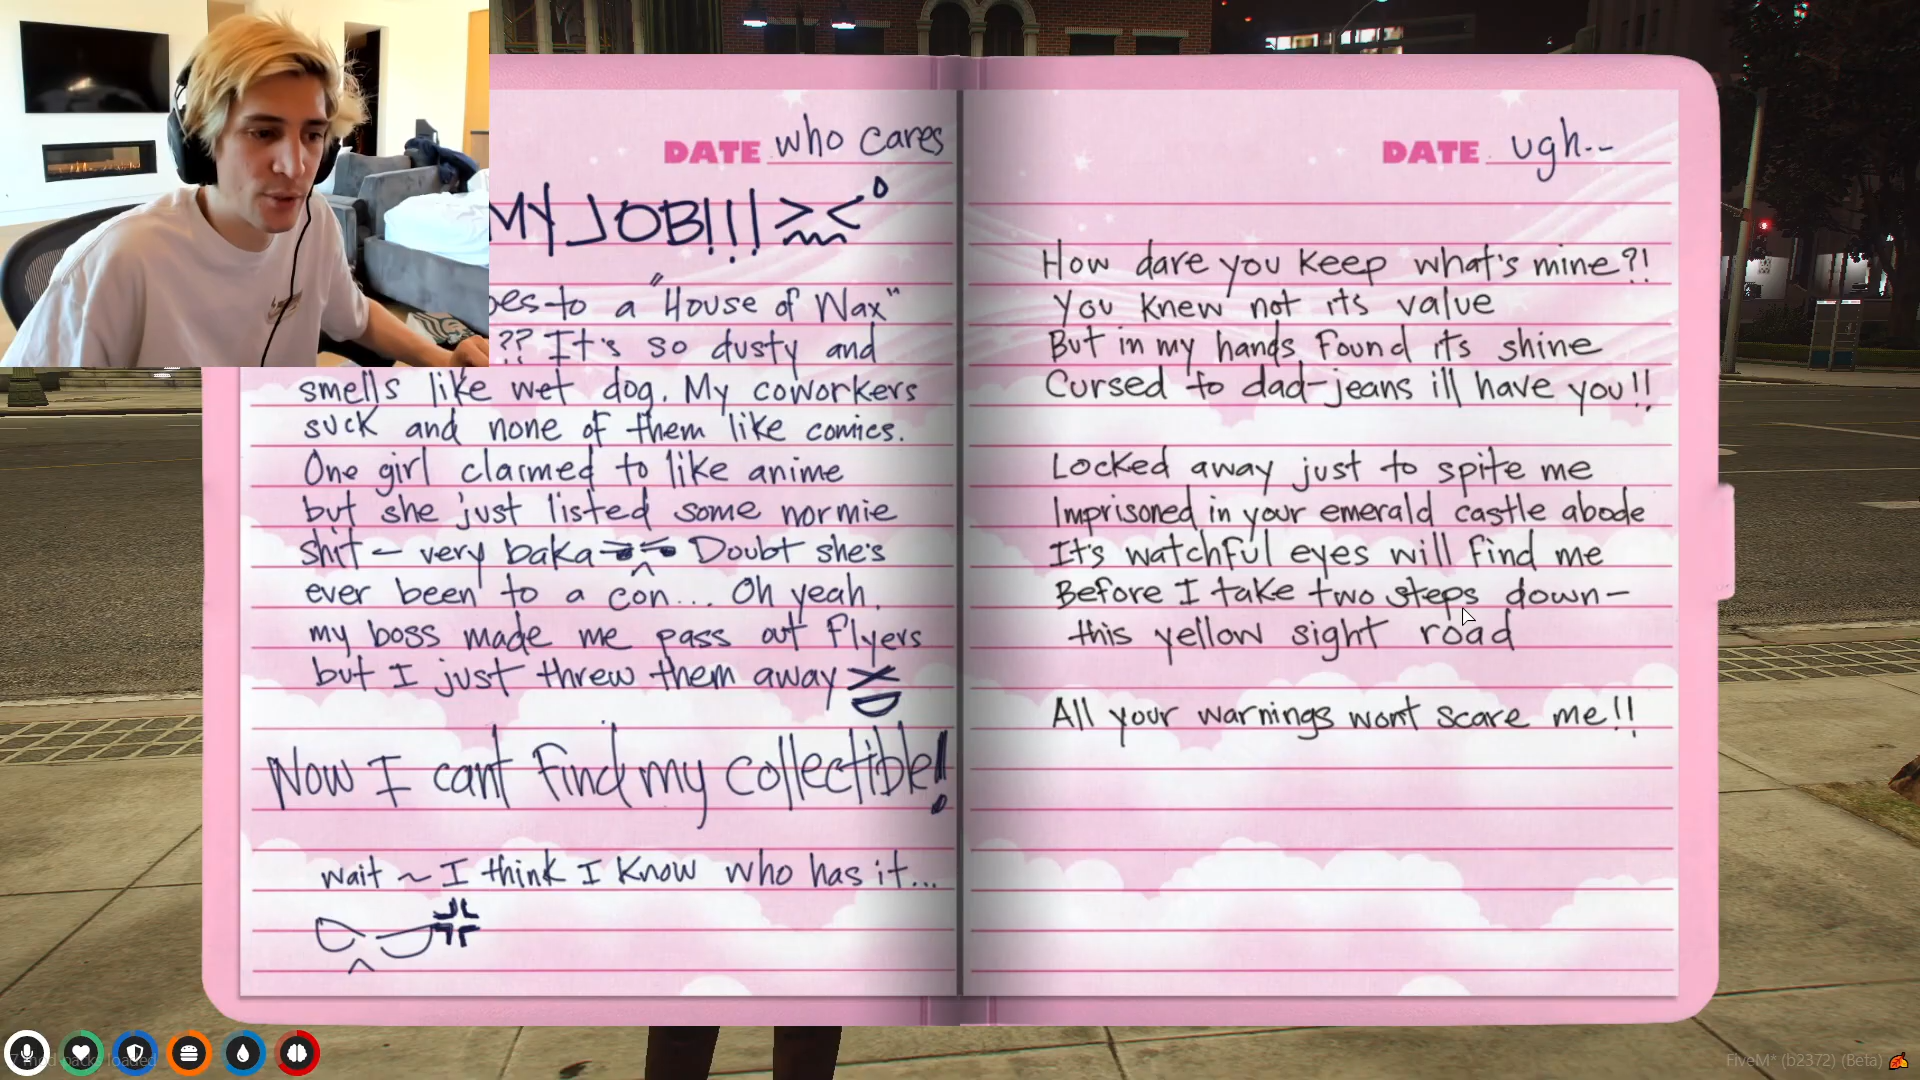 DATE who cares
MY JOB!!!
oes to a "House of Wax"
?? It's so dusty and
smells like wet dog. My coworkers
suck and none of them like comics.
One girl claimed to like anime
but she just listed some normie
shit - very baka Doubt she's
ever been to a con... Oh yeah,
my boss made me pass out flyers
but I just threw them away
Now I cant find my collectible!
wait ~ I think I know who has it...
DATE ugh--
How dare you keep what's mine?!
You knew not its value
But in my hands, found its shine
Cursed to dad-jeans ill have you!!
Locked away just to spite me
Imprisoned in your emerald castle abode
It's watchful eyes will find me
Before I take two steps down-
this yellow sight road
All your warnings wont scare me!!
FiveM* (b2372) (Beta)